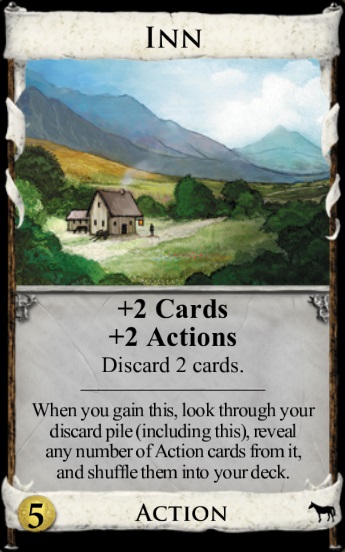 INN
+2 Cards
+2 Actions
Discard 2 cards.
When you gain this, look through your
discard pile (including this), reveal
any number of Action cards from it,
and shuffle them into your deck.
5
ACTION